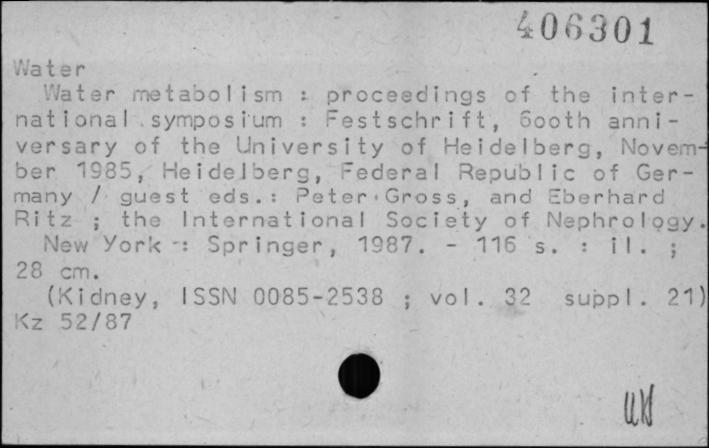 406301
Water
Water metabolism : proceedings of the inter-
national symposium : Festschrift, 600th anni-
versary of the University of Heidelberg, Novem-
ber 1985, Heidelberg, Federal Republic of Ger-
many / guest eds.: Peter Gross, and Eberhard
Ritz ; the International Society of Nephrology.
New York : Springer, 1987. - 116 s. : il. ;
28 cm.
(Kidney, ISSN 0085-2538 ; vol. 32 suppl. 21)
Kz 52/87